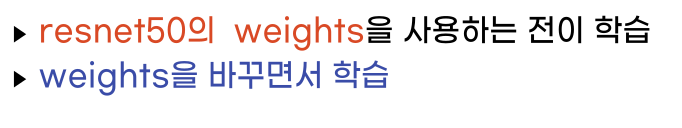 ▶ resnet50의 weights을 사용하는 전이 학습
▶ weights을 바꾸면서 학습